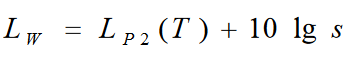 L_W = L_{P2}(T) + 10 lg s